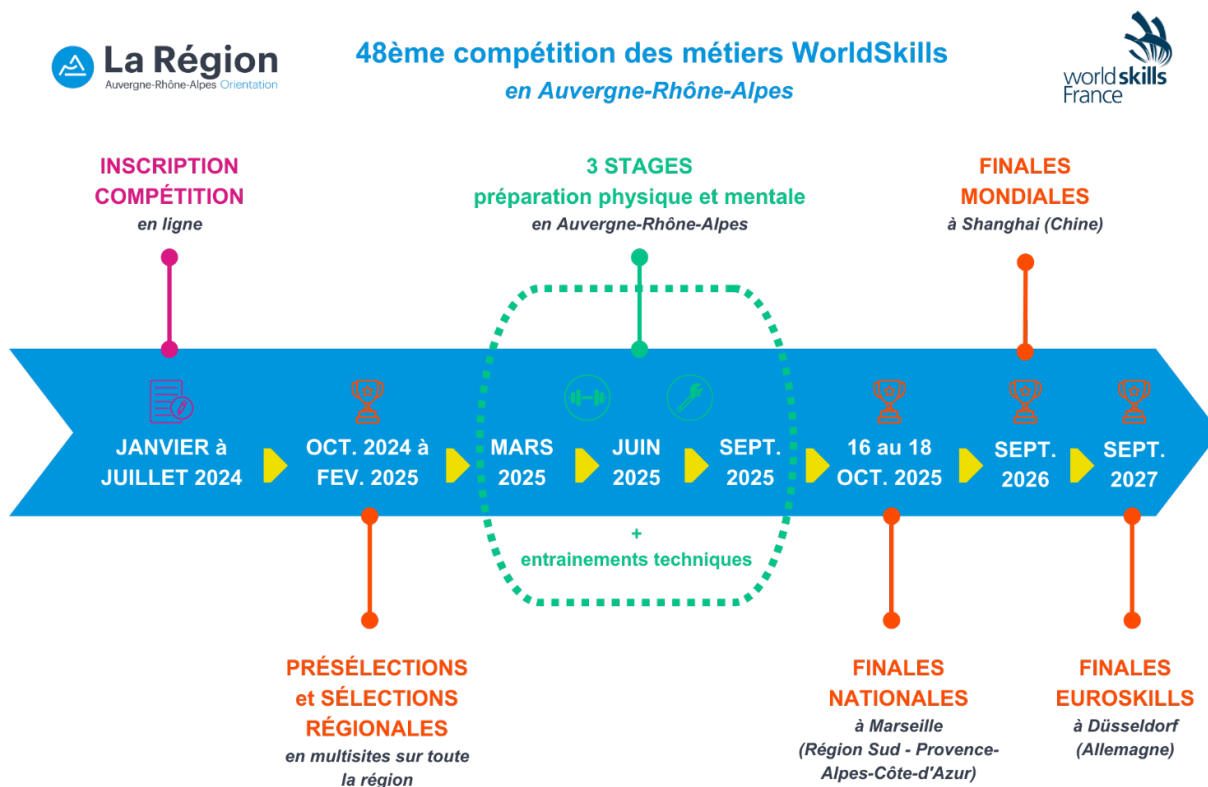 La Région
Auvergne-Rhône-Alpes Orientation
48ème compétition des métiers WorldSkills
en Auvergne-Rhône-Alpes
worldskills
France
INSCRIPTION
COMPÉTITION
en ligne
3 STAGES
préparation physique et mentale
en Auvergne-Rhône-Alpes
FINALES
MONDIALES
à Shanghai (Chine)
JANVIER à
JUILLET 2024
OCT. 2024 à
FEV. 2025
MARS
2025
JUIN
2025
SEPT.
2025
16 au 18
OCT. 2025
SEPT.
2026
SEPT.
2027
+
entrainements techniques
PRÉSÉLECTIONS
et SÉLECTIONS
RÉGIONALES
en multisites sur toute
la région
FINALES
NATIONALES
à Marseille
(Région Sud - Provence-
Alpes-Côte-d'Azur)
FINALES
EUROSKILLS
à Düsseldorf
(Allemagne)